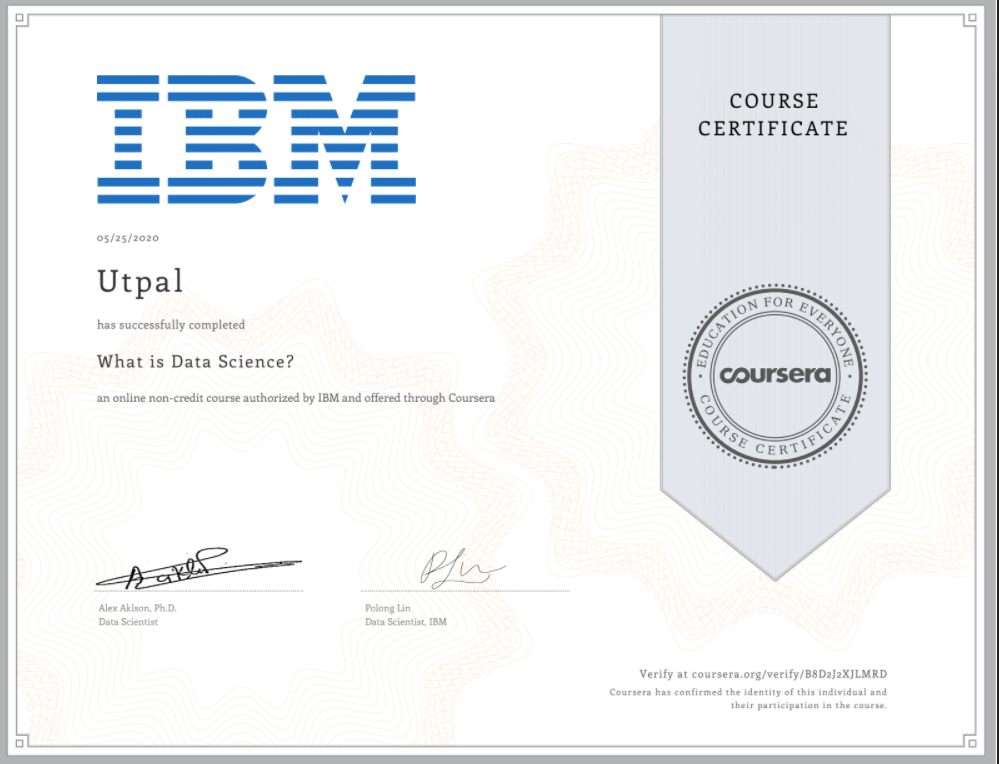 IBM
05/25/2020
Utpal
has successfully completed
What is Data Science?
an online non-credit course authorized by IBM and offered through Coursera
COURSE
CERTIFICATE
EDUCATION FOR EVERYONE
coursera
COURSE CERTIFICATE
Alex Aklson, Ph.D.
Data Scientist
Polong Lin
Data Scientist, IBM
Verify at coursera.org/verify/B8D2J2XJLMRD
Coursera has confirmed the identity of this individual and
their participation in the course.